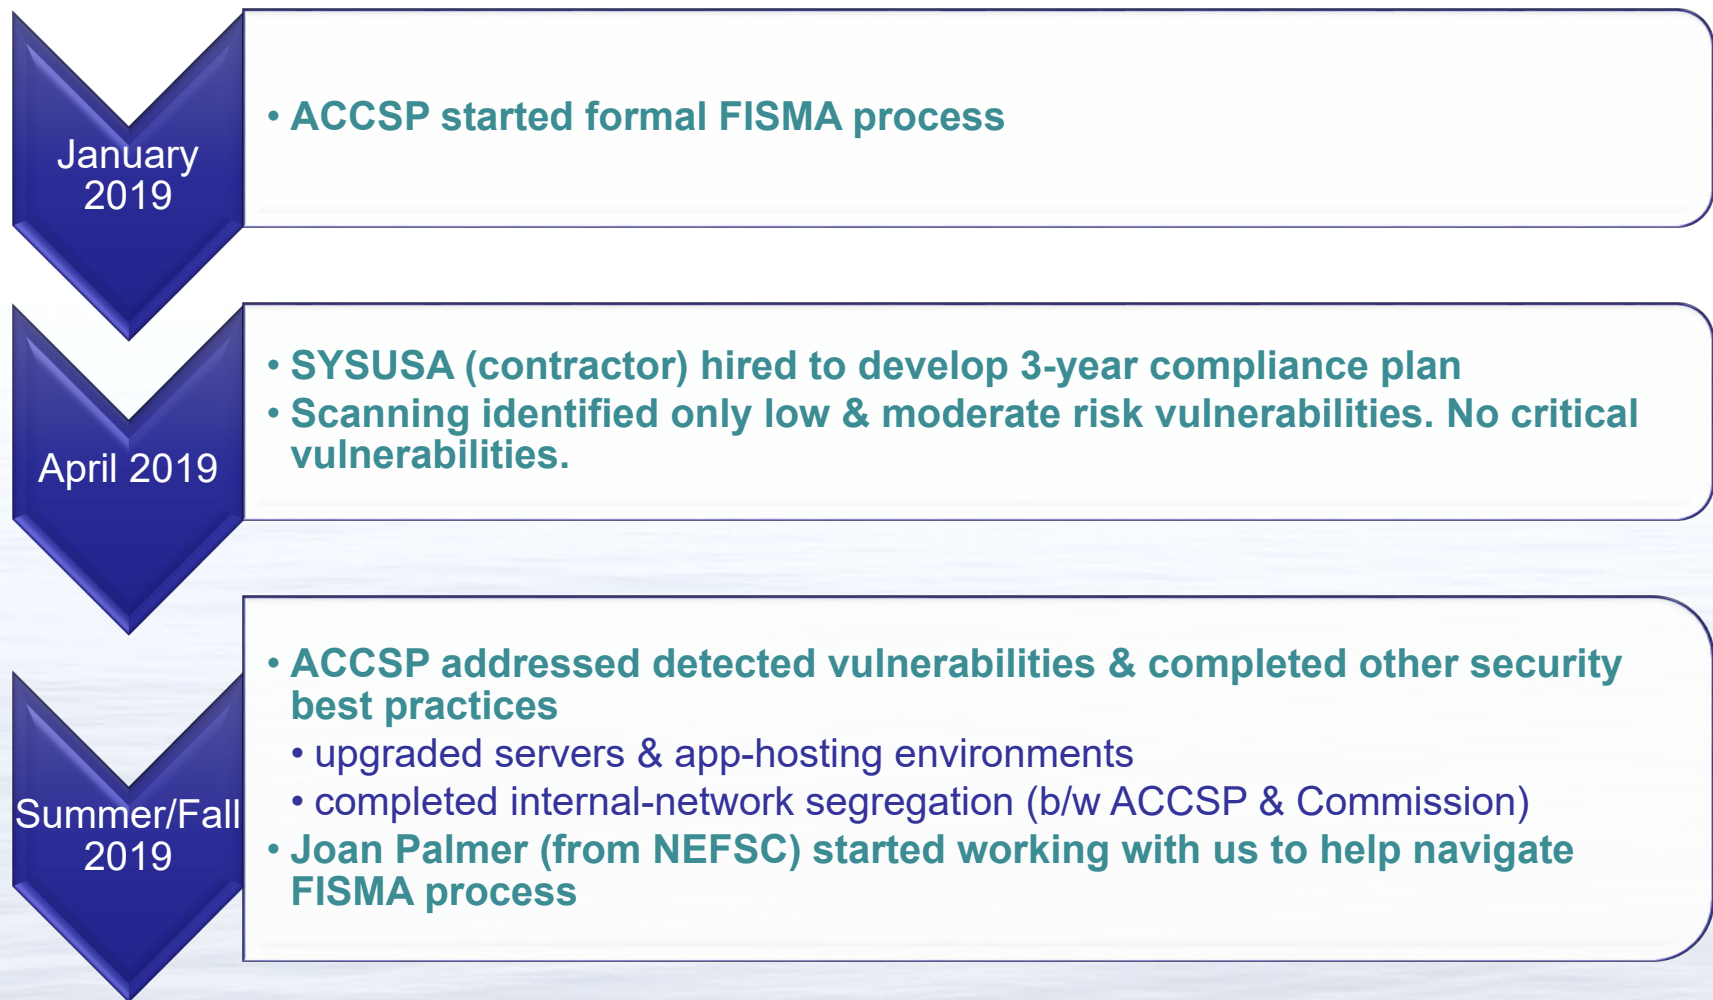 January
2019
• ACCSP started formal FISMA process
April 2019
• SYSUSA (contractor) hired to develop 3-year compliance plan
• Scanning identified only low & moderate risk vulnerabilities. No critical
vulnerabilities.
Summer/Fall
2019
• ACCSP addressed detected vulnerabilities & completed other security
best practices
• upgraded servers & app-hosting environments
• completed internal-network segregation (b/w ACCSP & Commission)
• Joan Palmer (from NEFSC) started working with us to help navigate
FISMA process